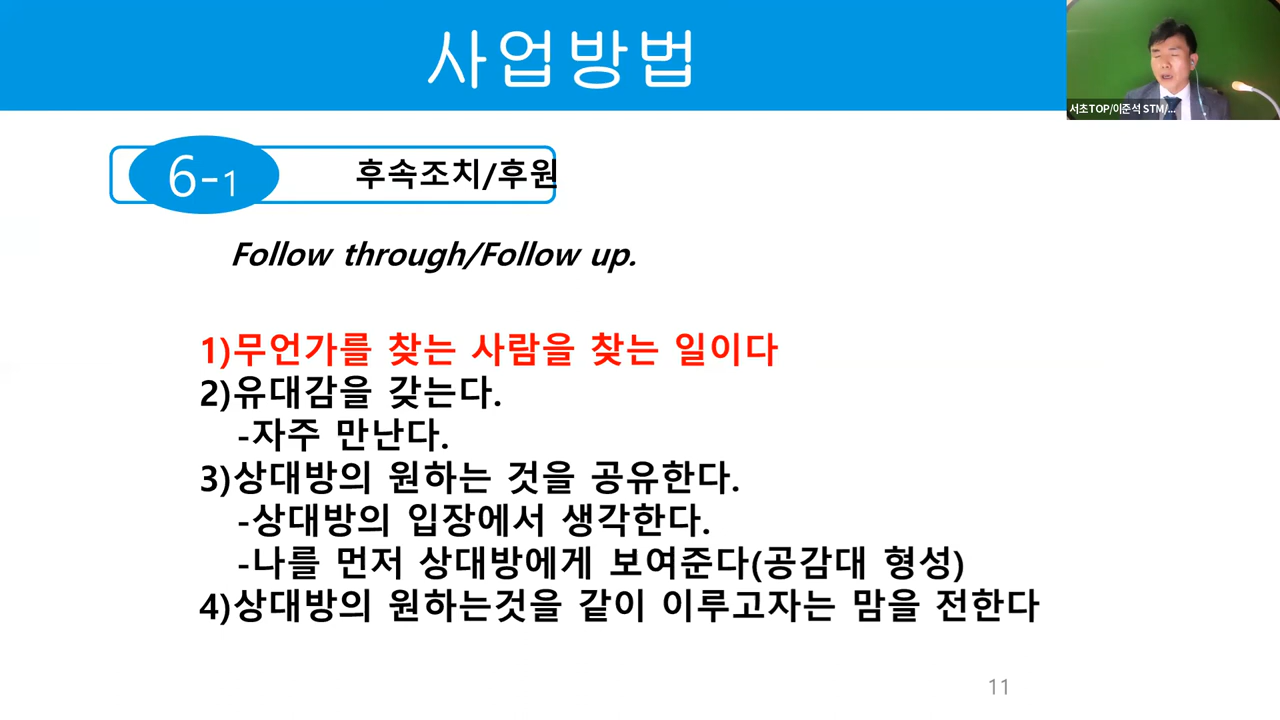 사업방법
서초TOP/이준석 STM/...
6-1
후속조치/후원
Follow through/Follow up.
1)무언가를 찾는 사람을 찾는 일이다
2)유대감을 갖는다.
-자주 만난다.
3)상대방의 원하는 것을 공유한다.
-상대방의 입장에서 생각한다.
-나를 먼저 상대방에게 보여준다(공감대 형성)
4)상대방의 원하는것을 같이 이루고자는 맘을 전한다
11